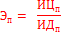 Эп = ИЦп / ИДп